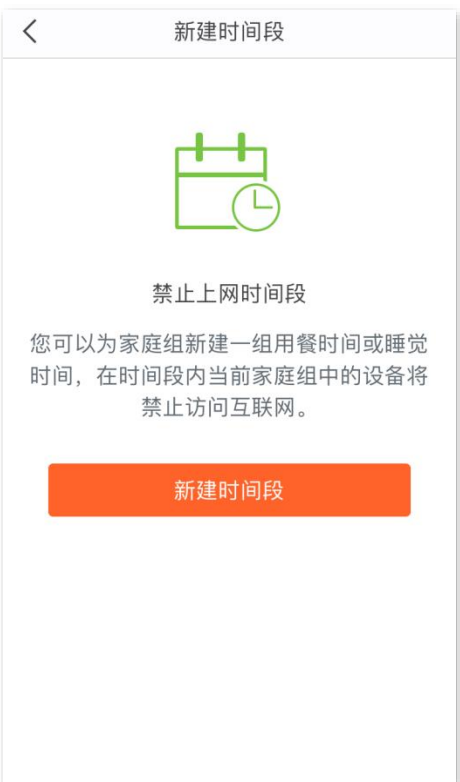 新建时间段
禁止上网时间段
您可以为家庭组新建一组用餐时间或睡觉
时间，在时间段内当前家庭组中的设备将
禁止访问互联网。
新建时间段